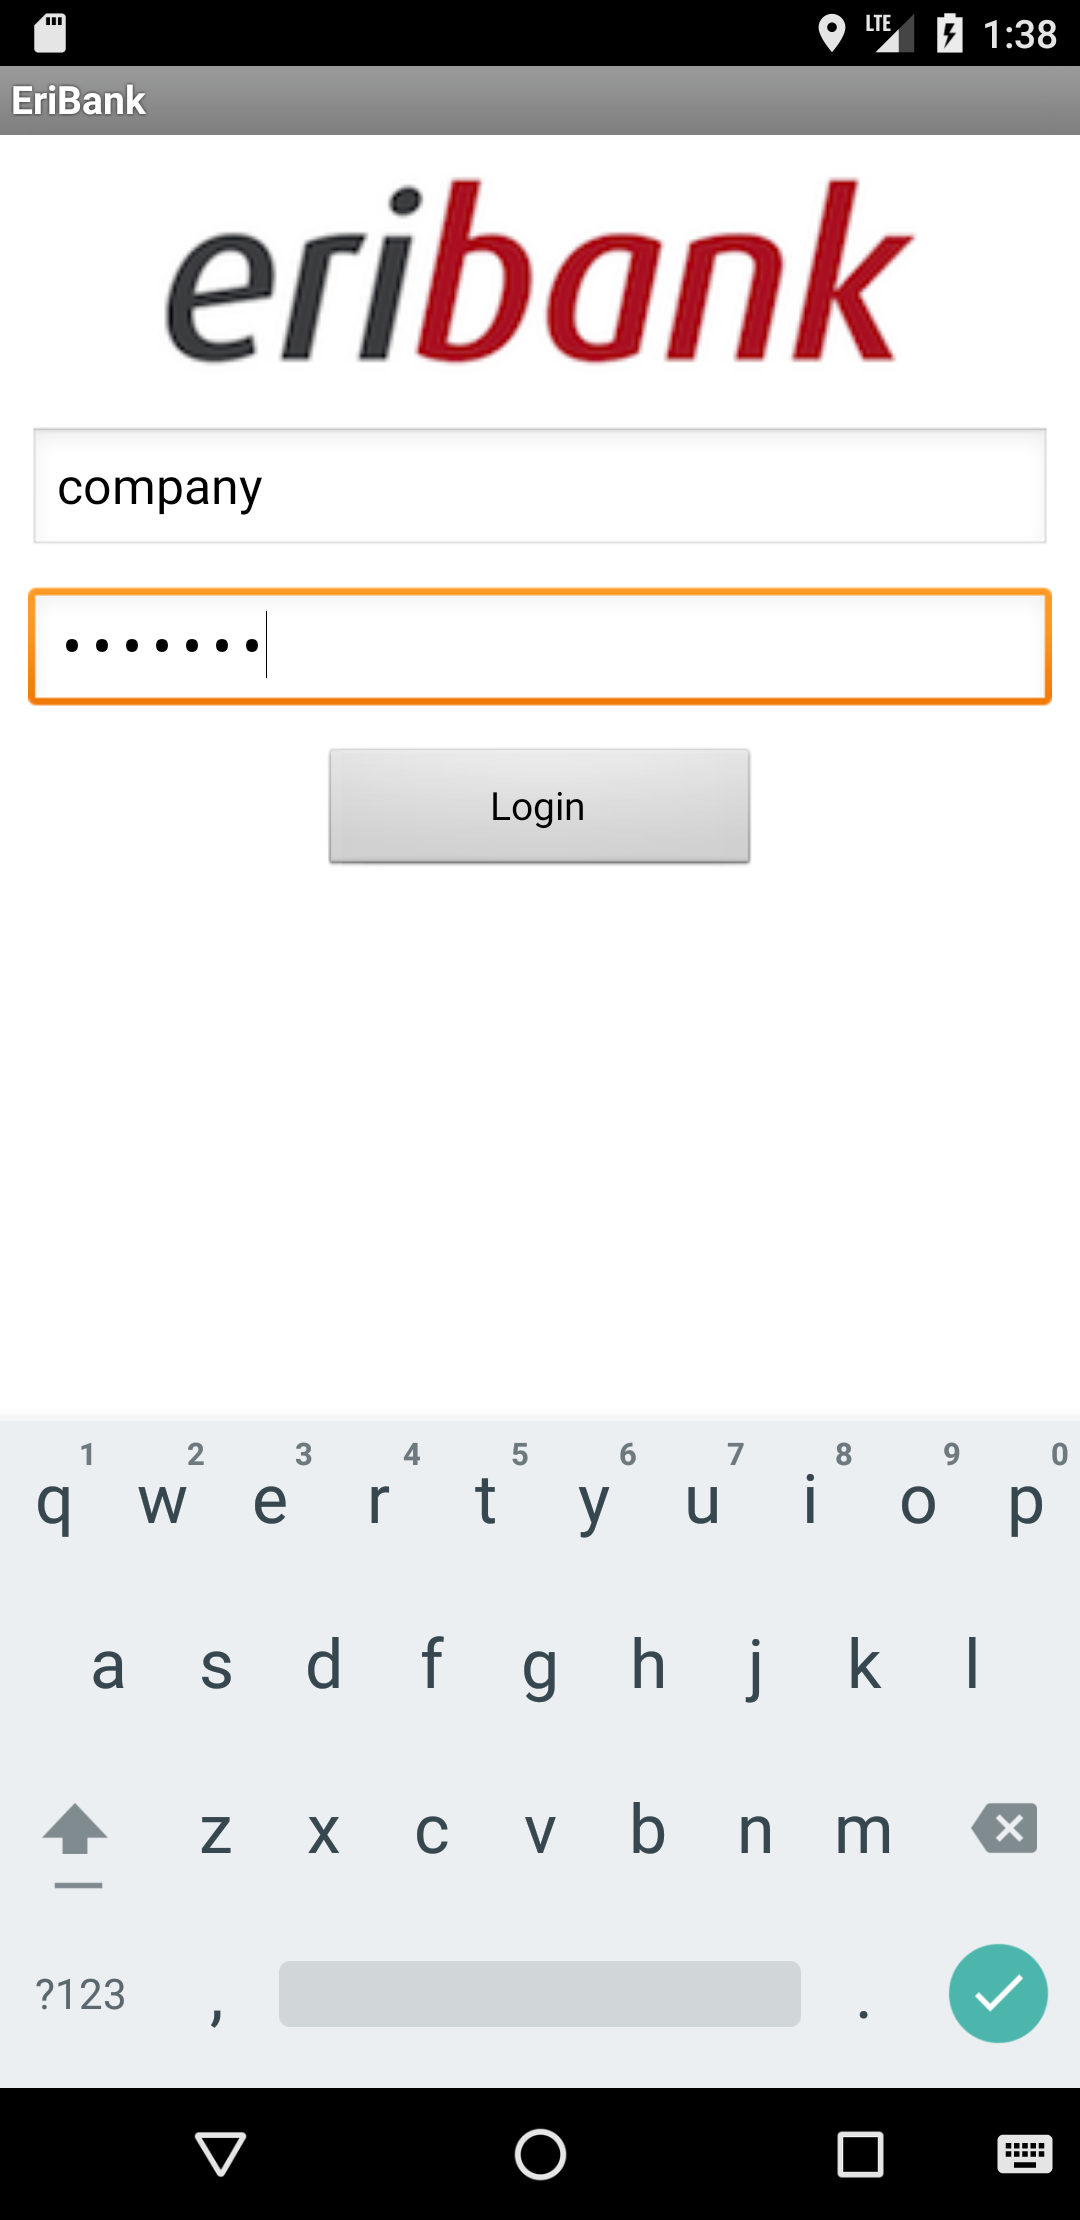 LTE 1:38
EriBank
eribank
company
•••••••
Login
1 2 3 4 5 6 7 8 9 0
q w e r t y u i o p
a s d f g h j k l
z x c v b n m
?123 , .